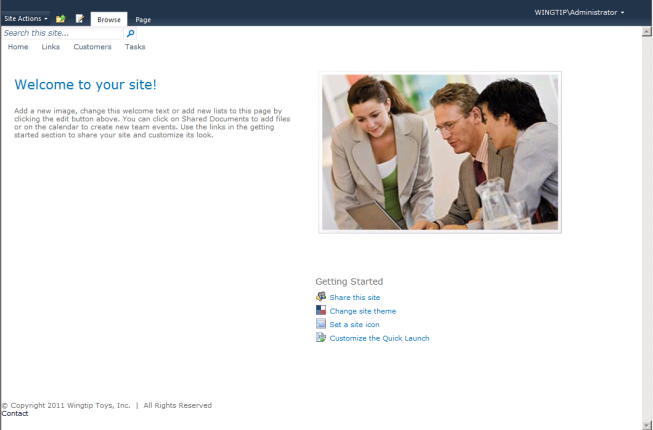 Site Actions Browse Page WINGTIP\Administrator
Search this site...
Home Links Customers Tasks
Welcome to your site!
Add a new image, change this welcome text or add new lists to this page by
clicking the edit button above. You can click on Shared Documents to add files
or on the calendar to create new team events. Use the links in the getting
started section to share your site and customize its look.
Getting Started
Share this site
Change site theme
Set a site icon
Customize the Quick Launch
© Copyright 2011 Wingtip Toys, Inc. | All Rights Reserved
Contact